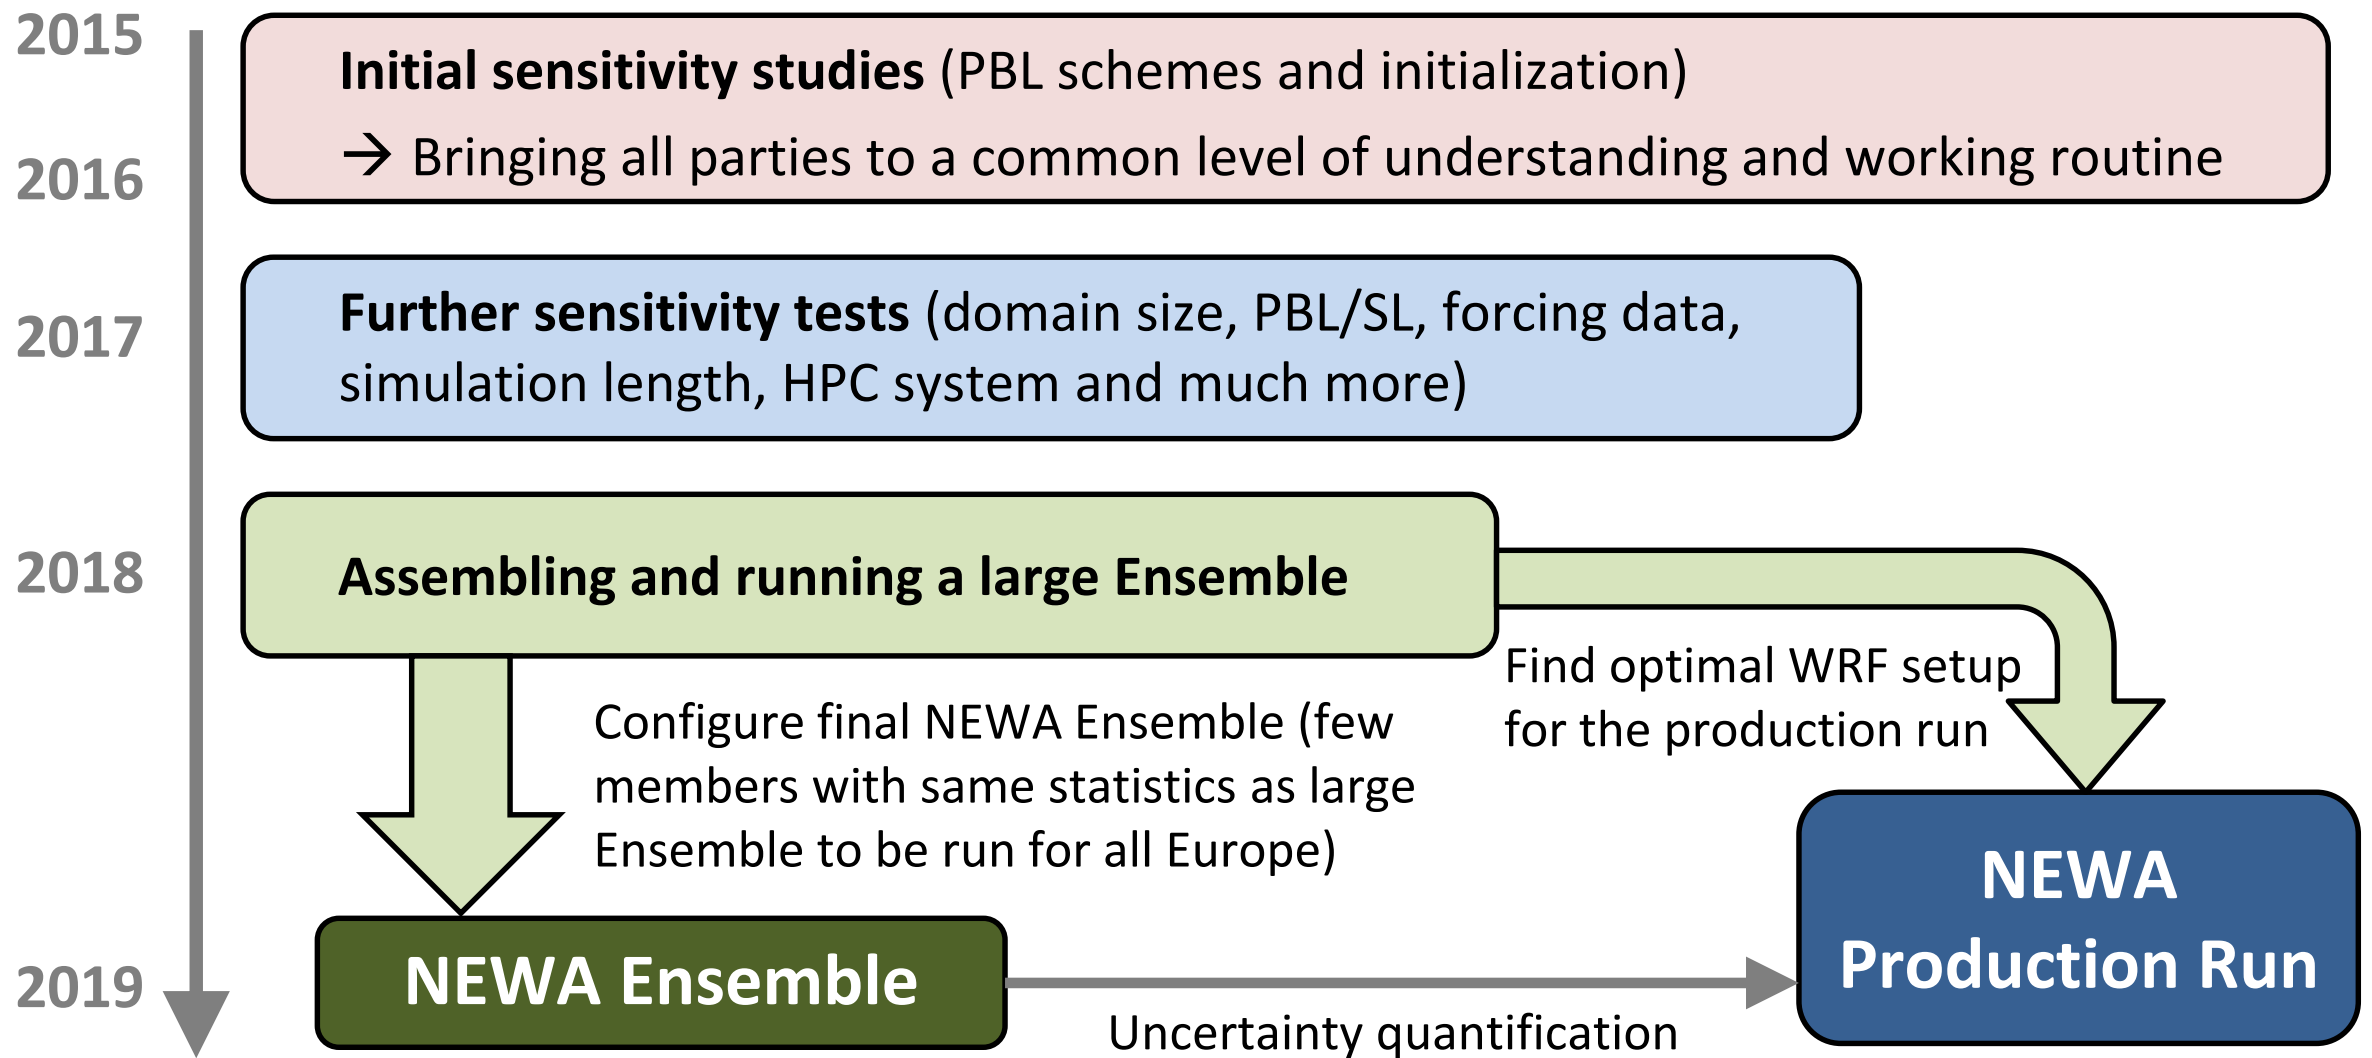 2015
Initial sensitivity studies (PBL schemes and initialization)
→ Bringing all parties to a common level of understanding and working routine
2016
Further sensitivity tests (domain size, PBL/SL, forcing data,
2017
simulation length, HPC system and much more)
2018
Assembling and running a large Ensemble
Find optimal WRF setup
for the production run
Configure final NEWA Ensemble (few
members with same statistics as large
Ensemble to be run for all Europe)
NEWA
Production Run
2019
NEWA Ensemble
Uncertainty quantification